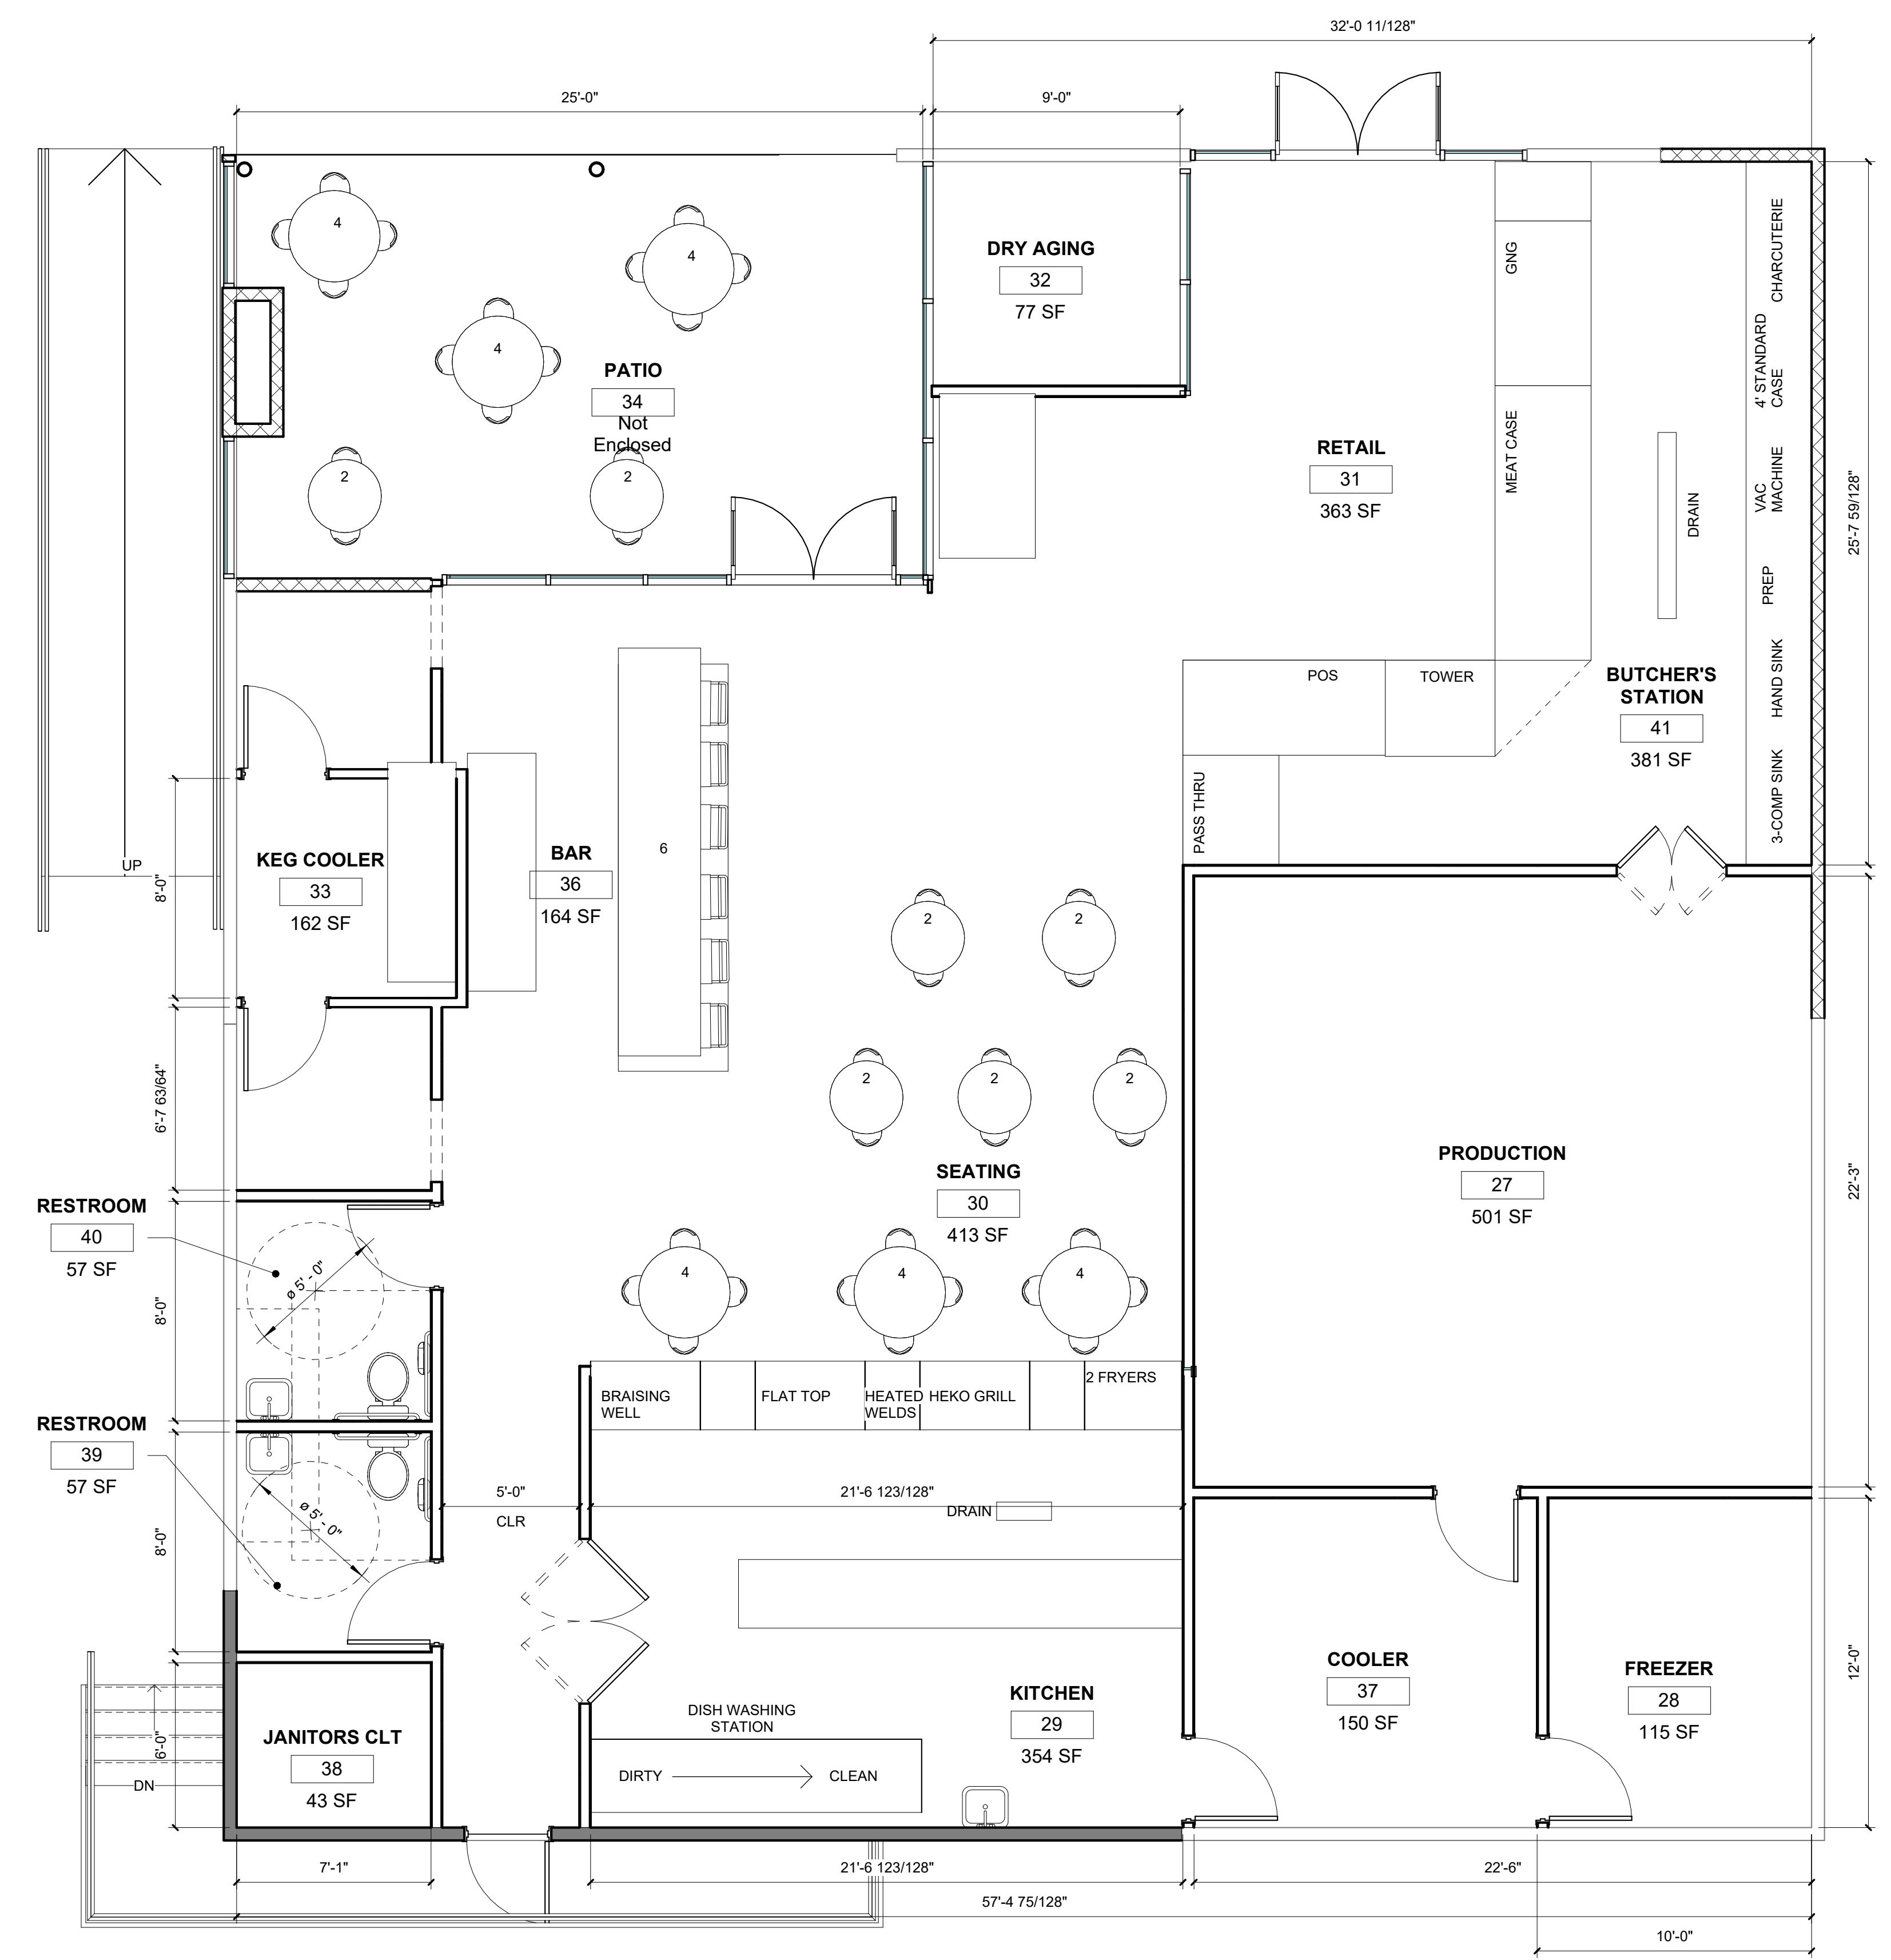 32'-0 11/128"
25'-0"
9'-0"
4
4
4
PATIO
34
Not
Enclosed
2
2
DRY AGING
32
77 SF
RETAIL
31
363 SF
GNG
MEAT CASE
CHARCUTERIE
4' STANDARD
CASE
VAC
MACHINE
DRAIN
PREP
HAND SINK
3-COMP SINK
25'-7 59/128"
POS
TOWER
BUTCHER'S
STATION
41
381 SF
PASS THRU
UP
8'-0"
KEG COOLER
33
162 SF
BAR
36
164 SF
6
2
2
2
2
2
6'-7 63/64"
SEATING
30
413 SF
PRODUCTION
27
501 SF
22'-3"
RESTROOM
40
57 SF
ø 5' - 0"
8'-0"
4
4
4
BRAISING
WELL
FLAT TOP
HEATED
WELDS
HEKO GRILL
2 FRYERS
RESTROOM
39
57 SF
ø 5' - 0"
8'-0"
5'-0"
CLR
21'-6 123/128"
DRAIN
COOLER
37
150 SF
FREEZER
28
115 SF
12'-0"
KITCHEN
29
354 SF
DISH WASHING
STATION
DIRTY
CLEAN
JANITORS CLT
38
43 SF
6'-0"
DN
7'-1"
21'-6 123/128"
22'-6"
57'-4 75/128"
10'-0"